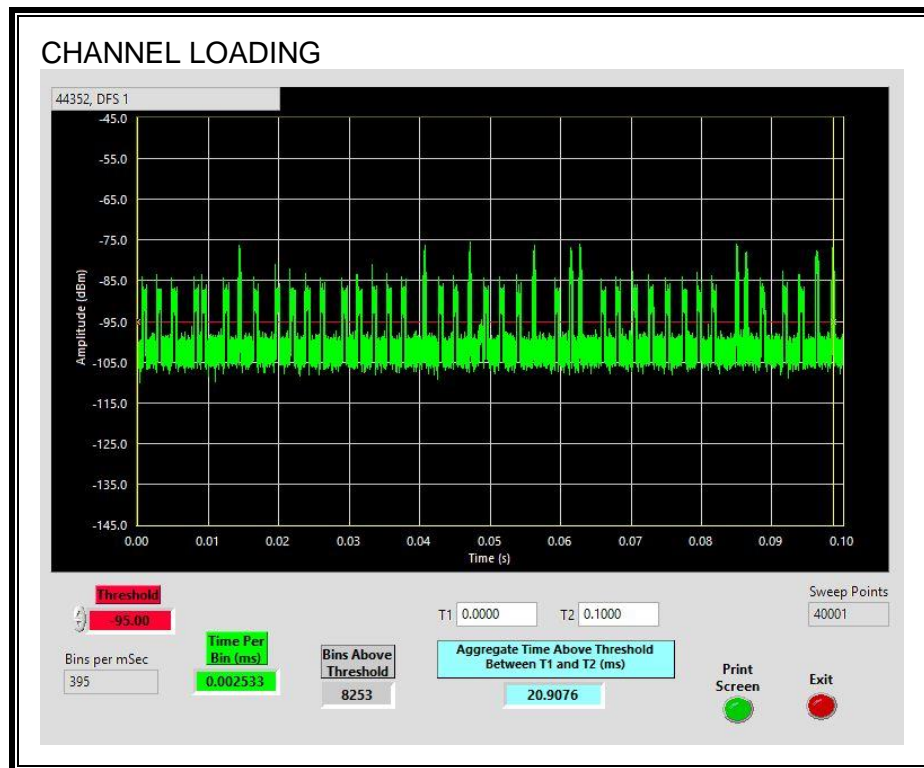 CHANNEL LOADING
44352, DFS 1
Amplitude (dBm)
-45.0
-55.0
-65.0
-75.0
-85.0
-95.0
-105.0
-115.0
-125.0
-135.0
-145.0
0.00 0.01 0.02 0.03 0.04 0.05 0.06 0.07 0.08 0.09 0.10
Time (s)
Threshold
-95.00
Bins per mSec
395
Time Per
Bin (ms)
0.002533
Bins Above
Threshold
8253
T1 0.0000 T2 0.1000
Aggregate Time Above Threshold
Between T1 and T2 (ms)
20.9076
Sweep Points
40001
Print
Screen
Exit